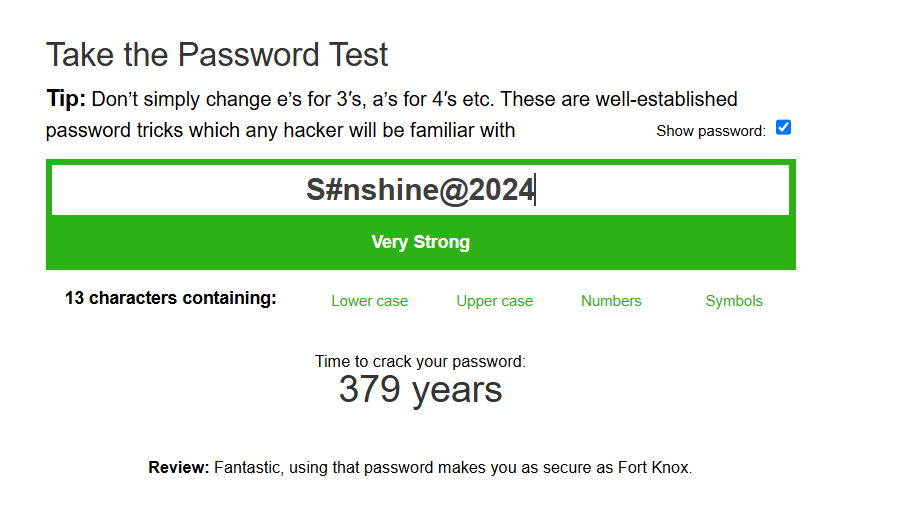 Take the Password Test
Tip: Don’t simply change e’s for 3′s, a’s for 4′s etc. These are well-established
password tricks which any hacker will be familiar with
Show password:
S#nshine@2024
Very Strong
13 characters containing:
Lower case
Upper case
Numbers
Symbols
Time to crack your password:
379 years
Review: Fantastic, using that password makes you as secure as Fort Knox.